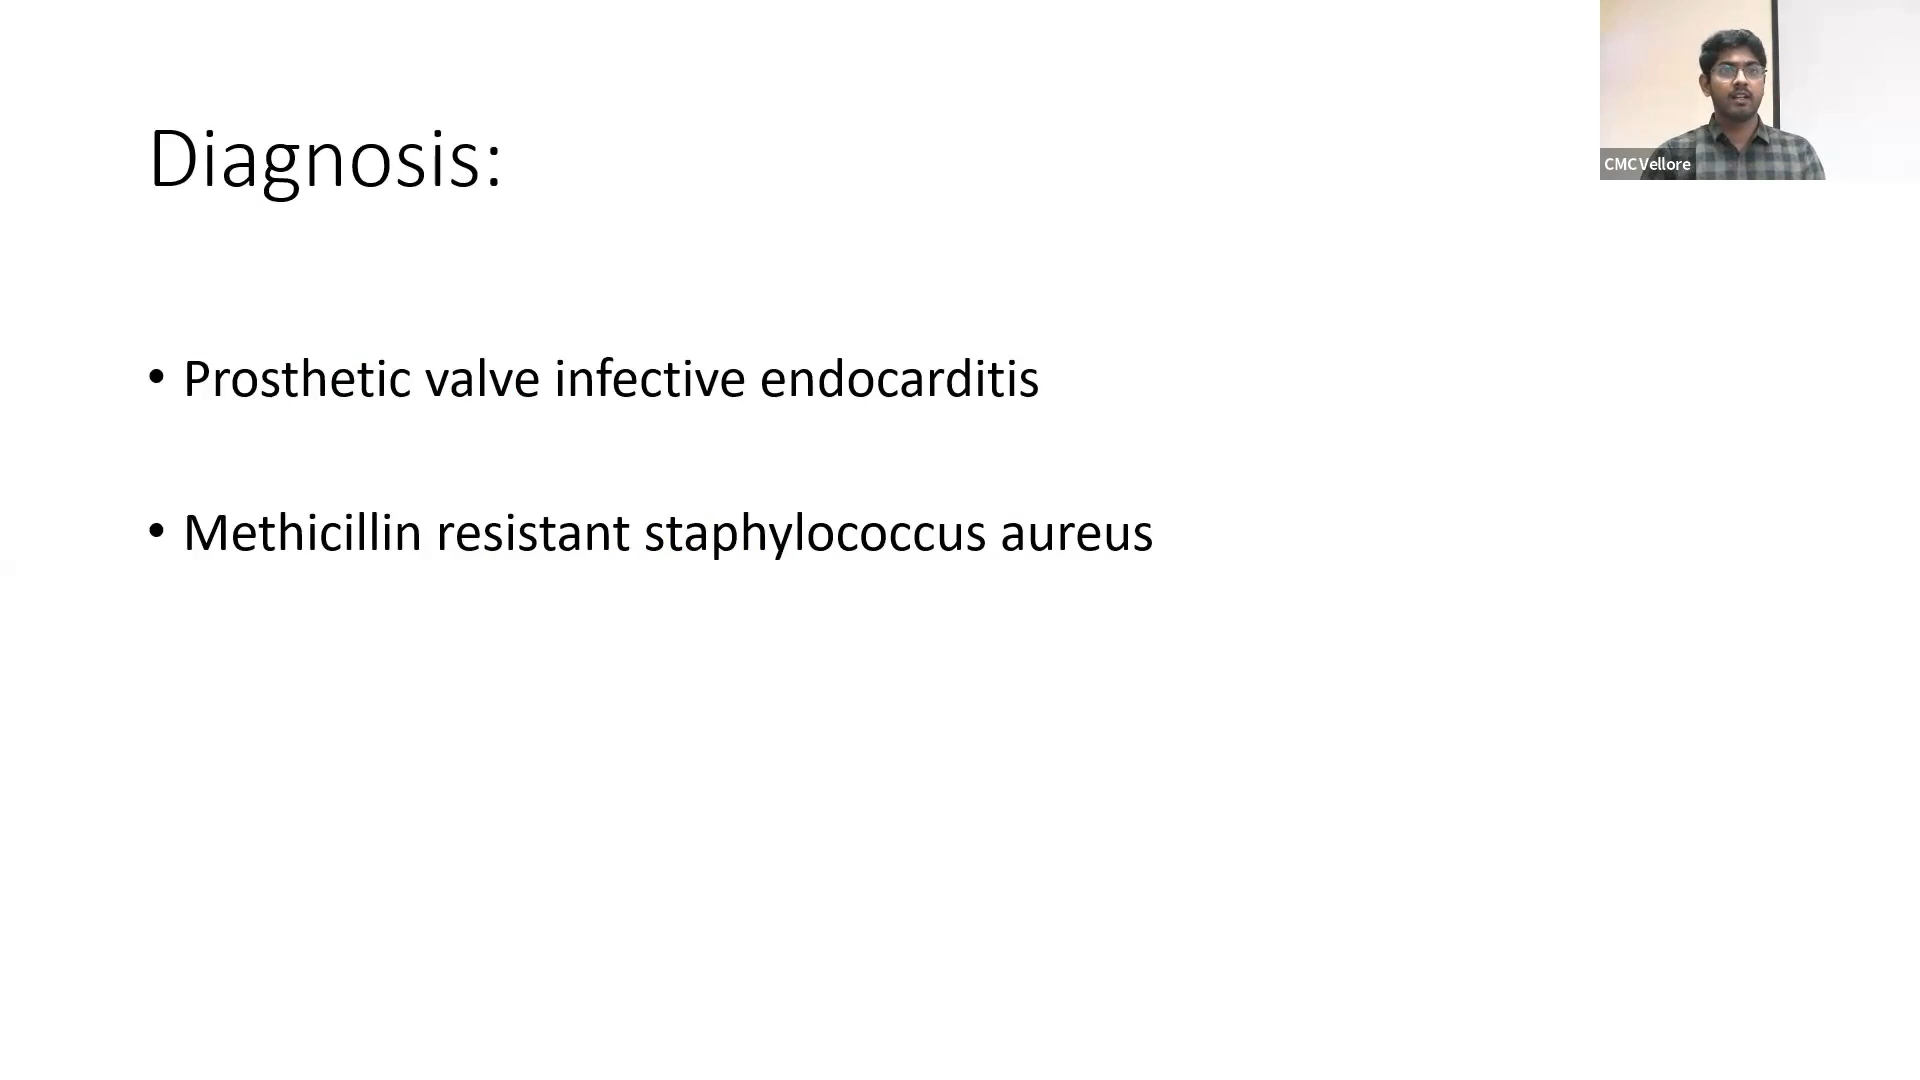 CMC Vellore
Diagnosis:
• Prosthetic valve infective endocarditis
• Methicillin resistant staphylococcus aureus